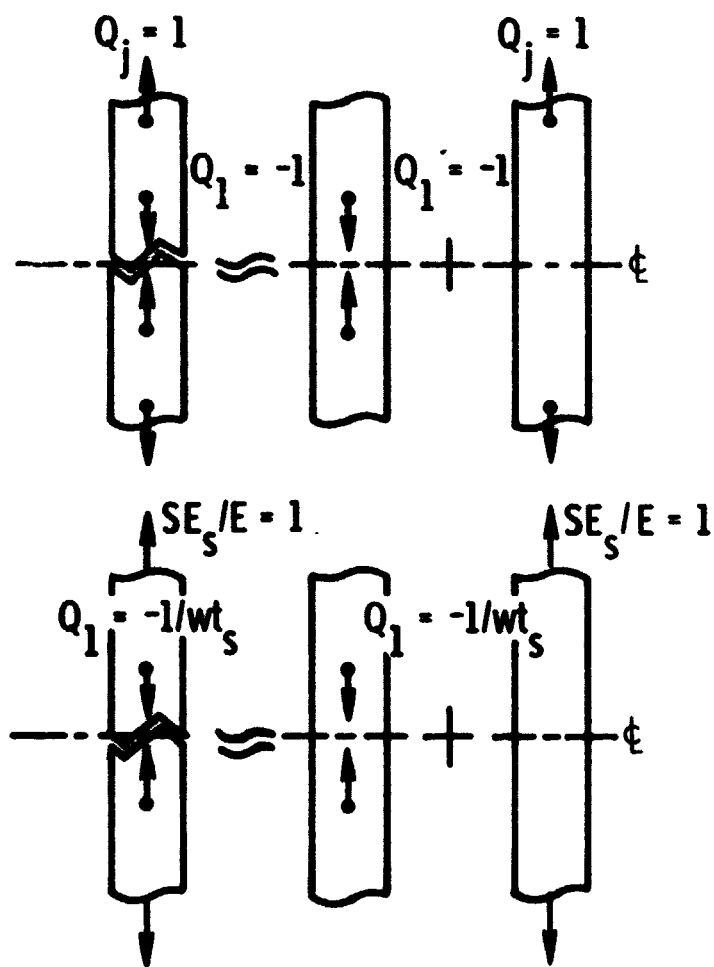 Q_j = 1
Q_j = 1
Q_1 = -1
Q_1 = -1
℄
SE_s/E = 1
SE_s/E = 1
Q_1 = -1/wt_s
Q_1 = -1/wt_s
℄